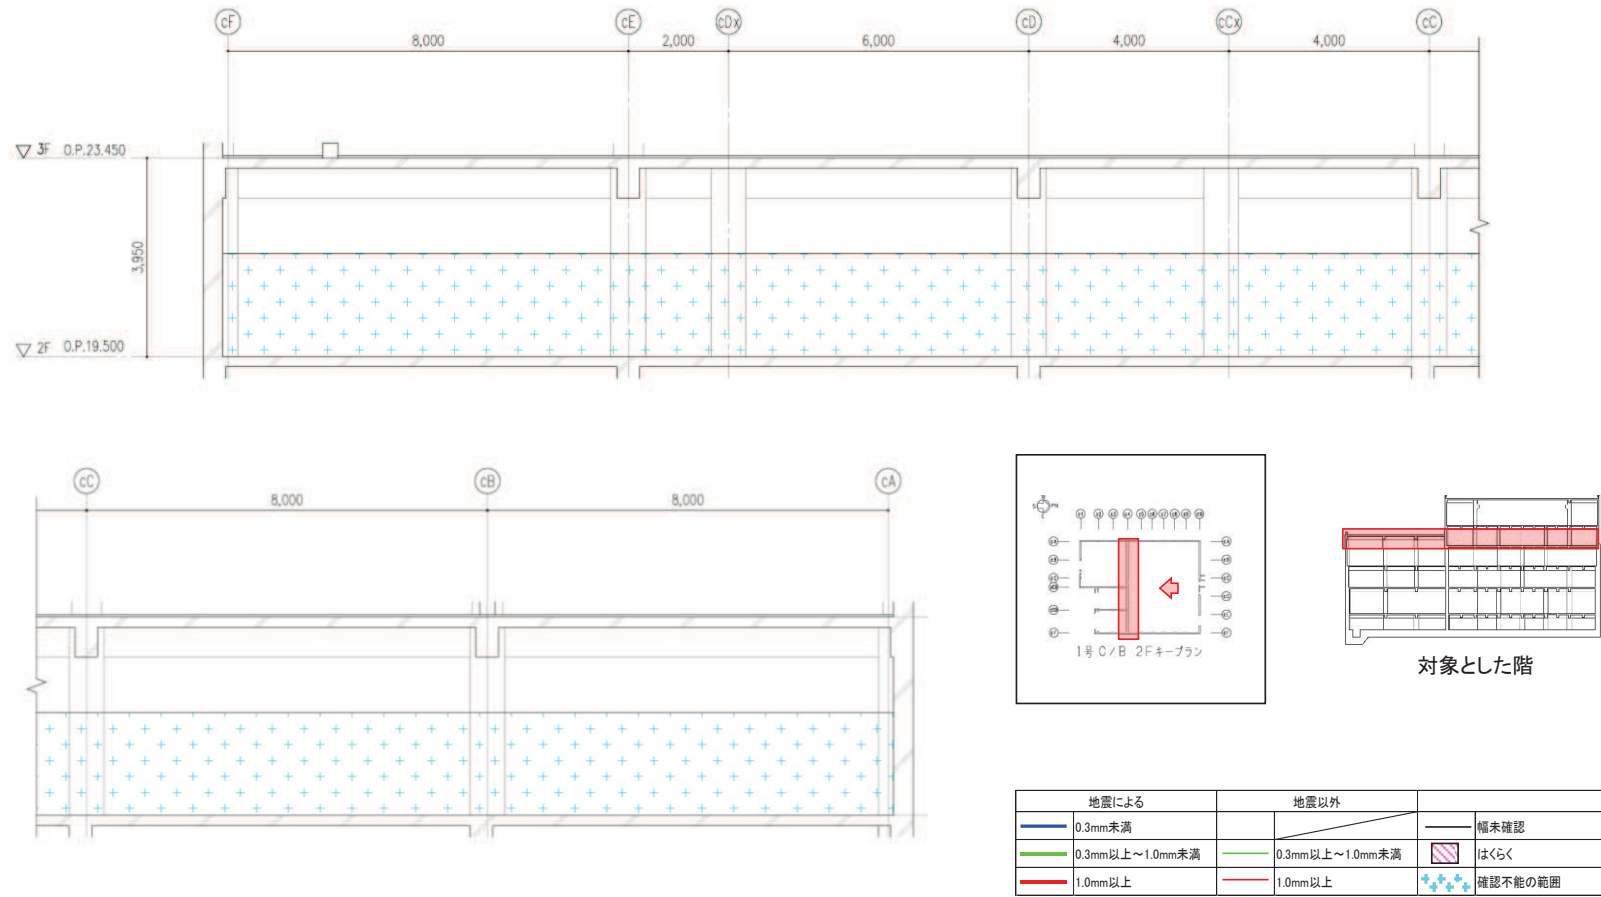 cF cE cDx cD cCx cC
8,000 2,000 6,000 4,000 4,000
▽ 3F O.P.23.450
3,950
▽ 2F O.P.19.500
cC cB cA
8,000 8,000
1号 C/B 2Fキープラン
対象とした階
地震による 地震以外
0.3mm未満 幅未確認
0.3mm以上～1.0mm未満 0.3mm以上～1.0mm未満 はくらく
1.0mm以上 1.0mm以上 確認不能の範囲